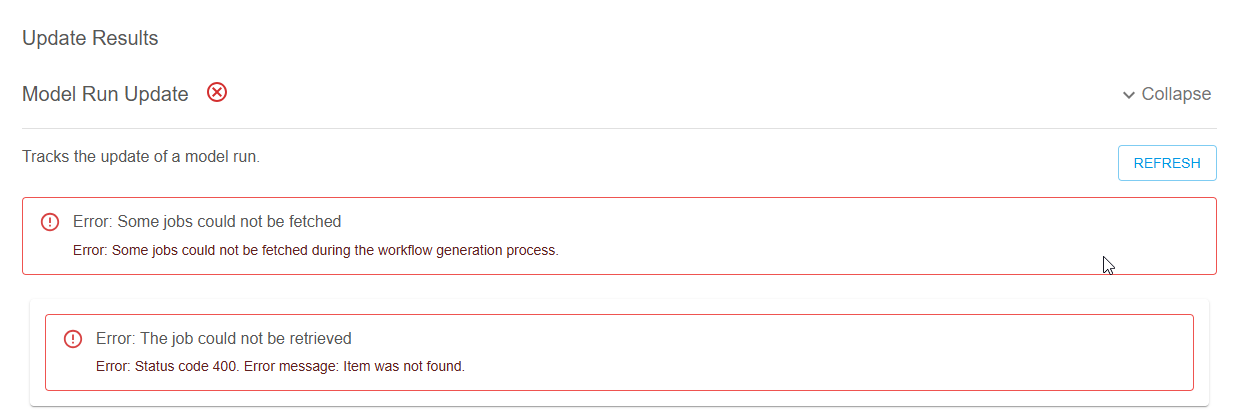 Update Results
Model Run Update
Collapse
Tracks the update of a model run.
REFRESH
Error: Some jobs could not be fetched
Error: Some jobs could not be fetched during the workflow generation process.
Error: The job could not be retrieved
Error: Status code 400. Error message: Item was not found.